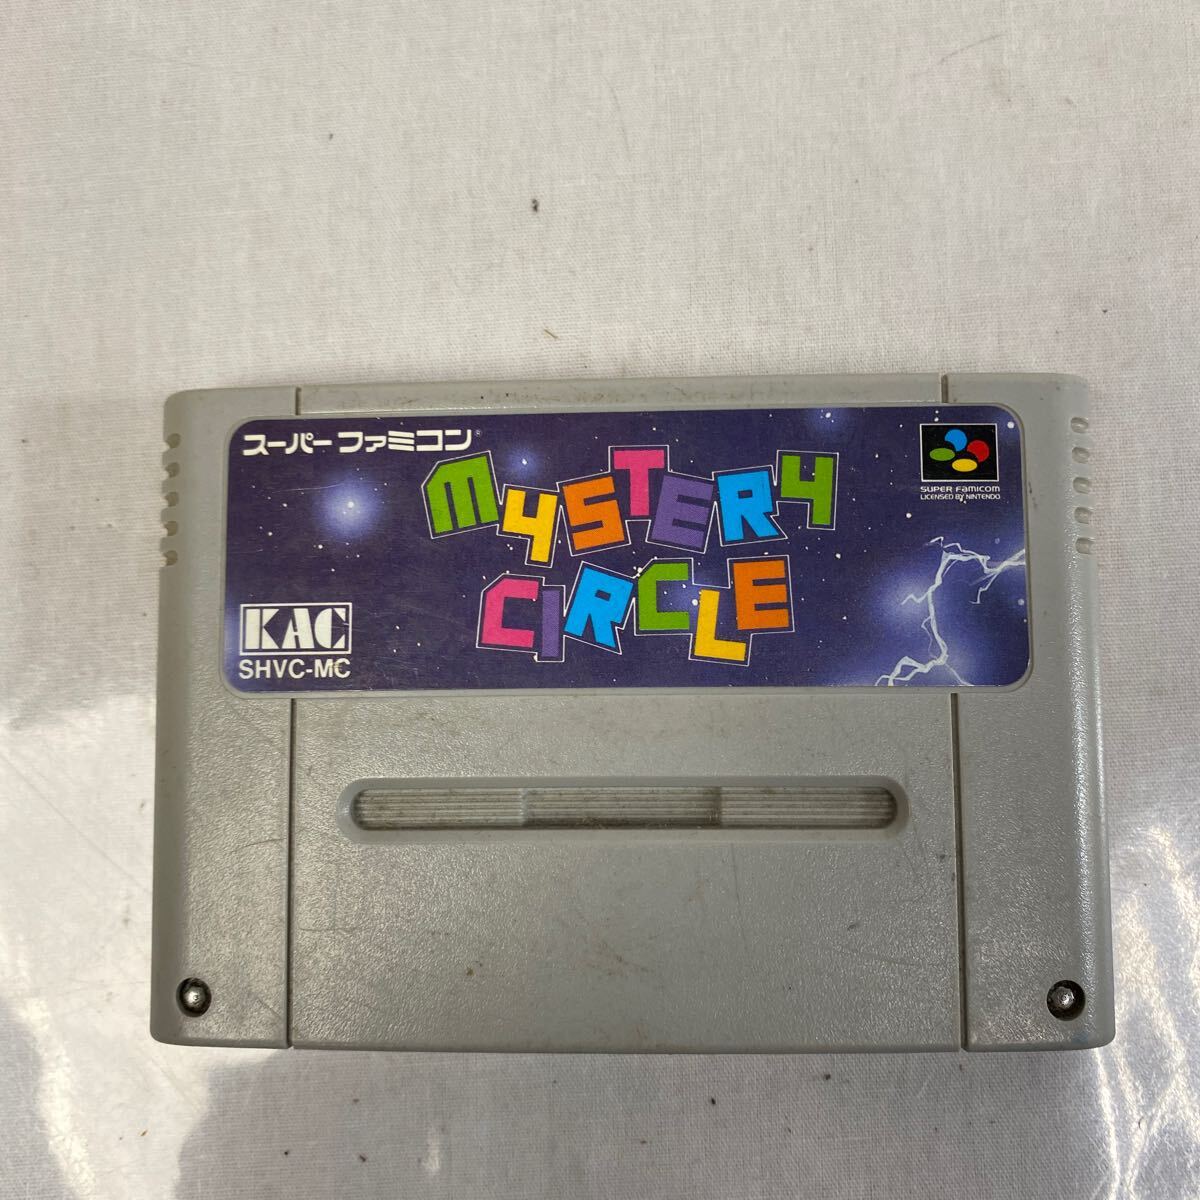 スーパーファミコン®
MYSTERY
CIRCLE
SUPER FAMICOM
LICENSED BY NINTENDO
KAC
SHVC-MC